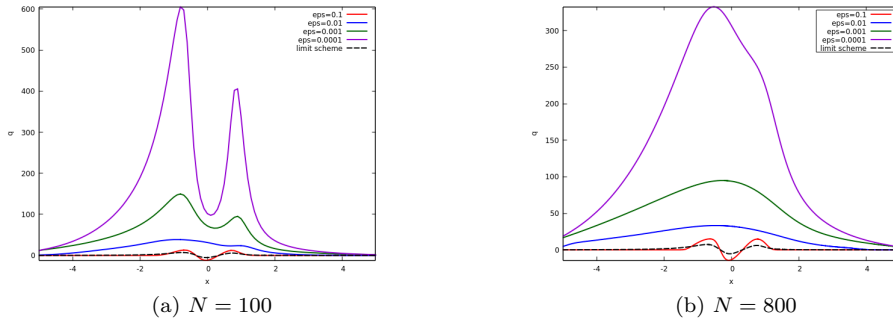 600
500
400
300
200
100
0
q
-4
-2
0
2
4
x
eps=0.1
eps=0.01
eps=0.001
eps=0.0001
limit scheme
(a) N = 100
300
250
200
150
100
50
0
q
-4
-2
0
2
4
x
eps=0.1
eps=0.01
eps=0.001
eps=0.0001
limit scheme
(b) N = 800